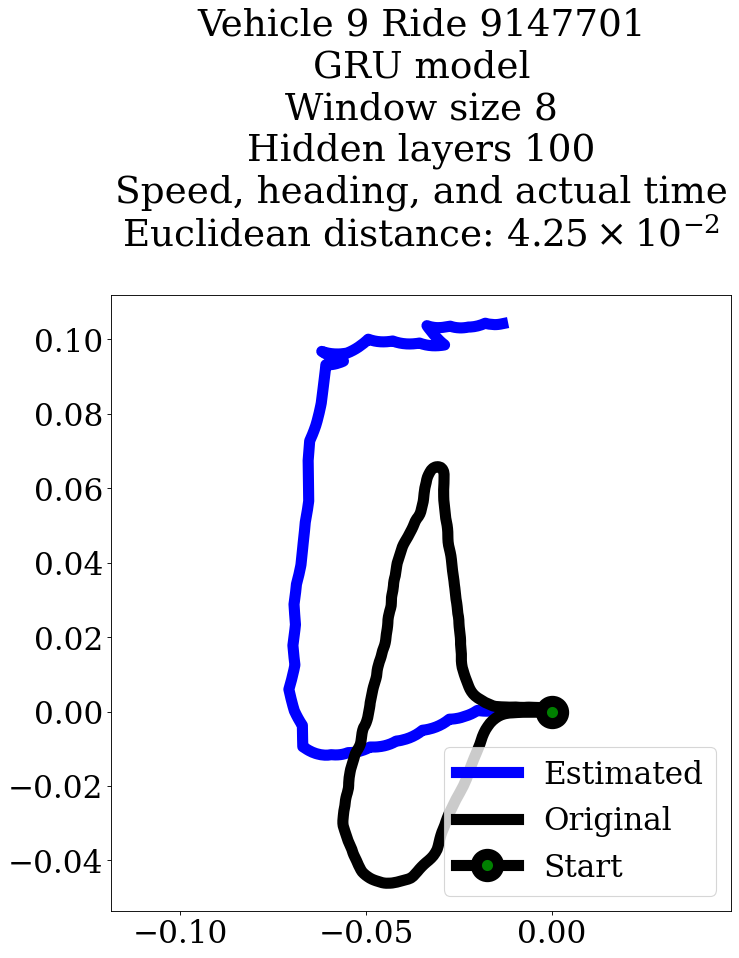 Vehicle 9 Ride 9147701
GRU model
Window size 8
Hidden layers 100
Speed, heading, and actual time
Euclidean distance: 4.25 × 10⁻²
0.10
0.08
0.06
0.04
0.02
0.00
−0.02
−0.04
Estimated
Original
Start
−0.10
−0.05
0.00